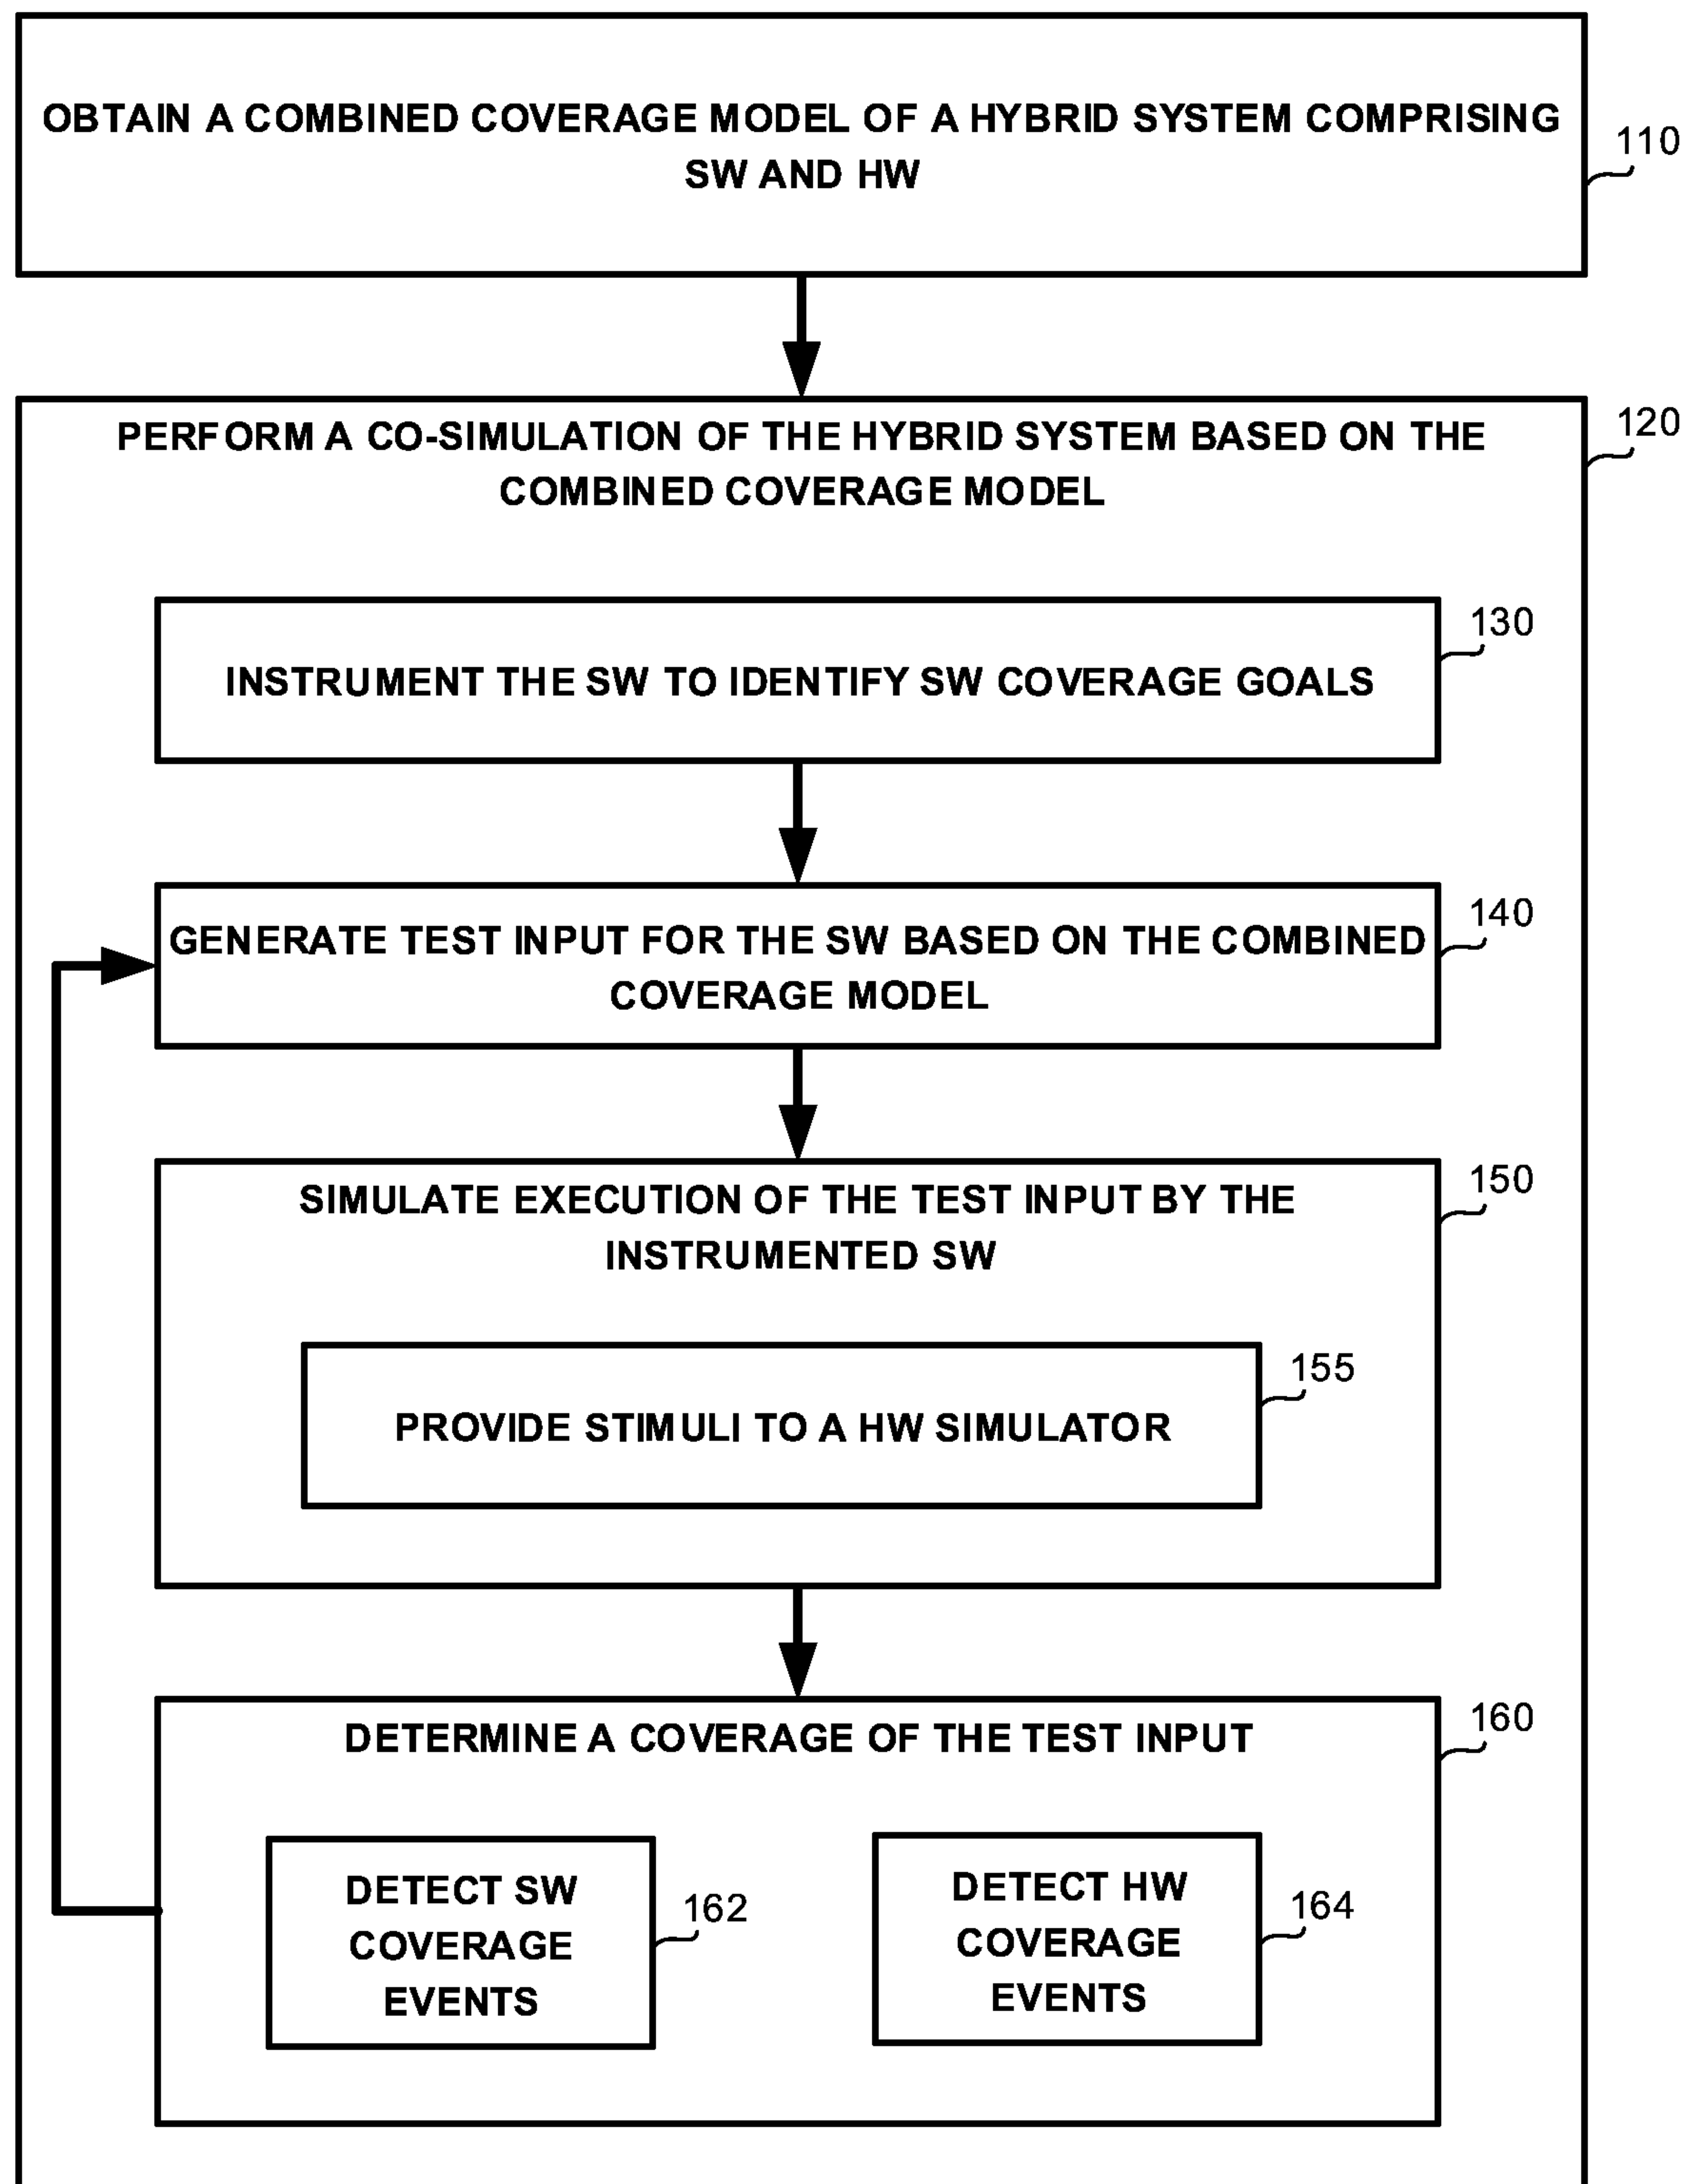 OBTAIN A COMBINED COVERAGE MODEL OF A HYBRID SYSTEM COMPRISING
SW AND HW
110
PERFORM A CO-SIMULATION OF THE HYBRID SYSTEM BASED ON THE
COMBINED COVERAGE MODEL
120
INSTRUMENT THE SW TO IDENTIFY SW COVERAGE GOALS
130
GENERATE TEST INPUT FOR THE SW BASED ON THE COMBINED
COVERAGE MODEL
140
SIMULATE EXECUTION OF THE TEST INPUT BY THE
INSTRUMENTED SW
150
PROVIDE STIMULI TO A HW SIMULATOR
155
DETERMINE A COVERAGE OF THE TEST INPUT
160
DETECT SW
COVERAGE
EVENTS
162
DETECT HW
COVERAGE
EVENTS
164